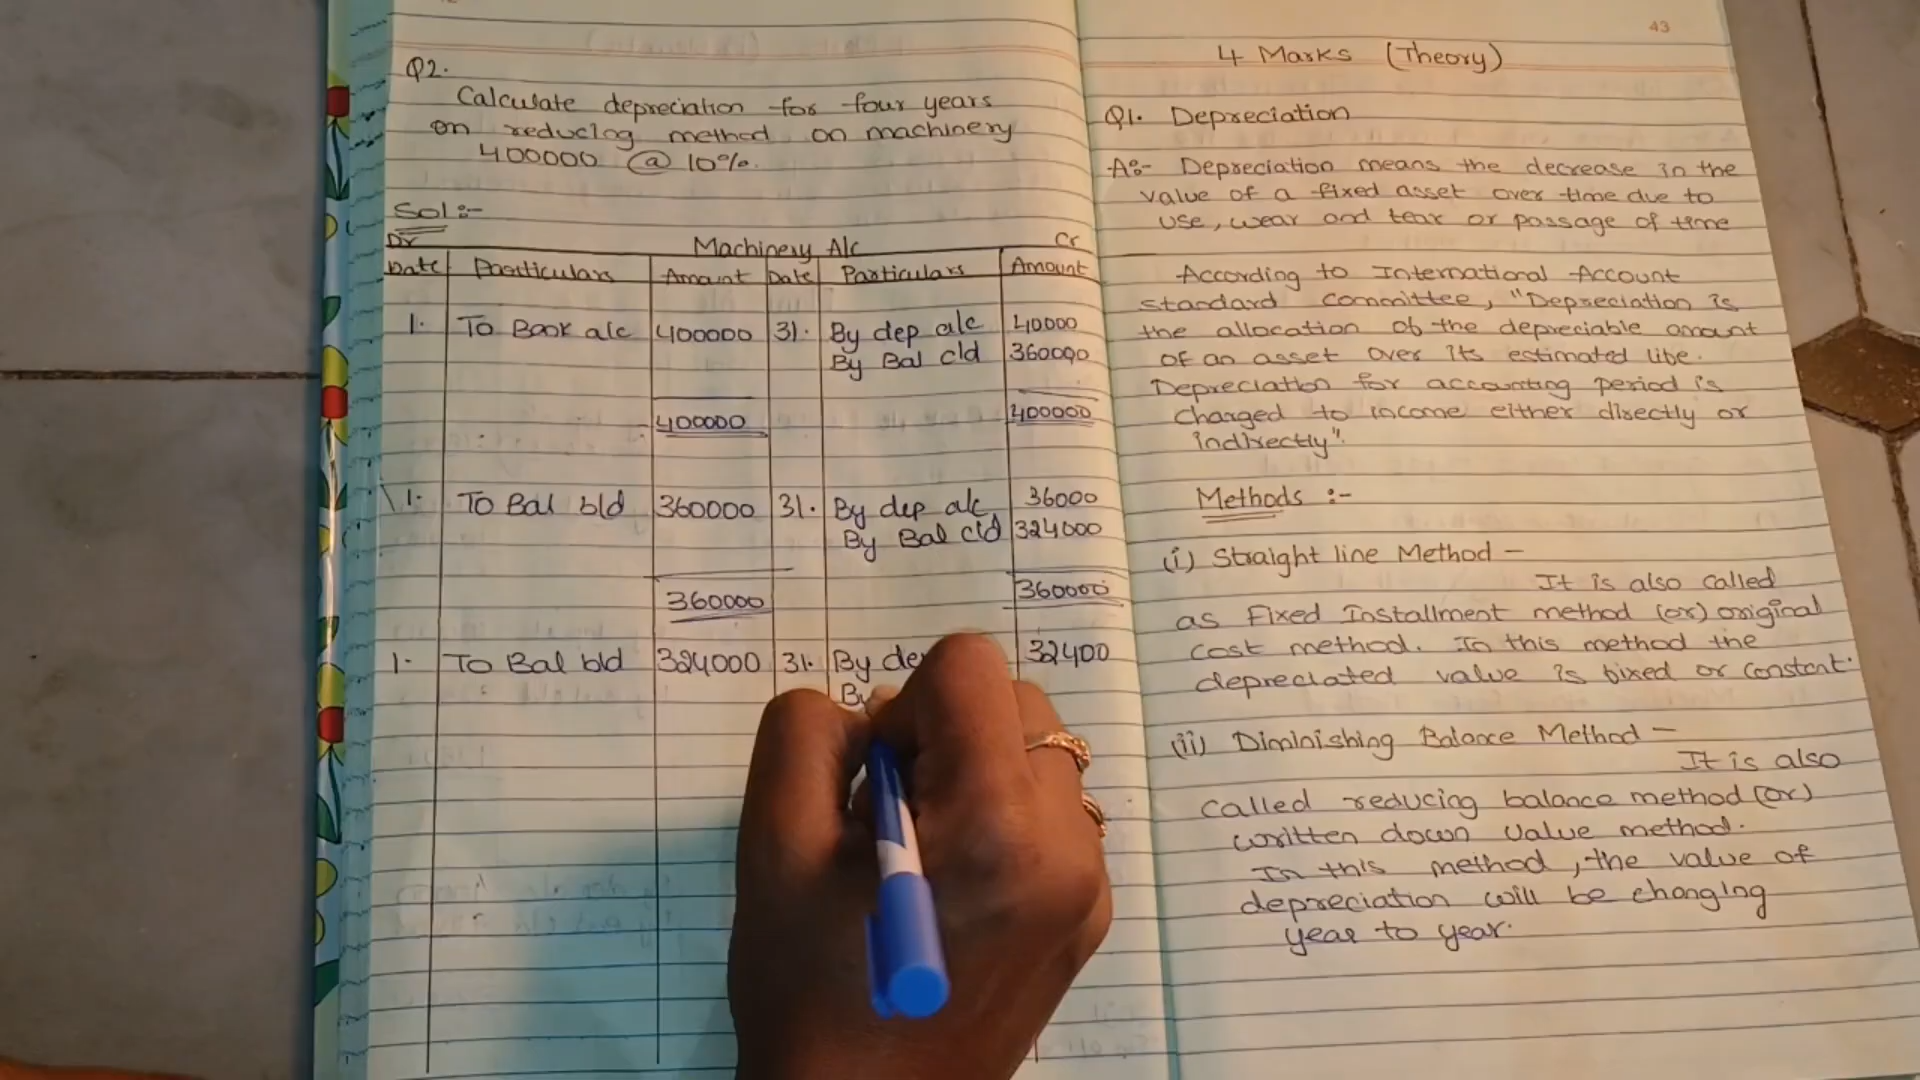 Q2.
Calculate depreciation for four years
on reducing method on machinery
400000 @ 10%.
Sol:-
Dr Machinery A/c Cr
Date Particulars Amount Date Particulars Amount
1. To Book a/c 400000 31. By dep a/c 40000
By Bal c/d 360000
400000 400000
1. To Bal b/d 360000 31. By dep a/c 36000
By Bal c/d 324000
360000 360000
1. To Bal b/d 324000 31. By 32400
By
43
4 Marks (Theory)
Q1. Depreciation
A:- Depreciation means the decrease in the
value of a fixed asset over time due to
use, wear and tear or passage of time
According to International Account
standard committee, "Depreciation is
the allocation of the depreciable amount
of an asset over its estimated life.
Depreciation for accounting period is
charged to income either directly or
indirectly".
Methods :-
(i) Straight line Method -
It is also called
as Fixed Installment method (or) original
cost method. In this method the
depreciated value is fixed or constant.
(ii) Diminishing Balance Method -
It is also
called reducing balance method (or)
written down value method.
In this method, the value of
depreciation will be changing
year to year.